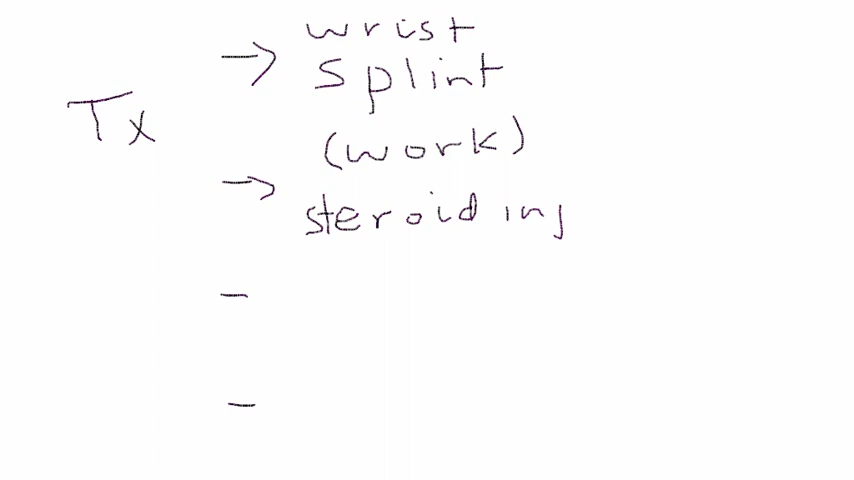 Tx
→ wrist
splint
(work)
→ steroid inj
-
-